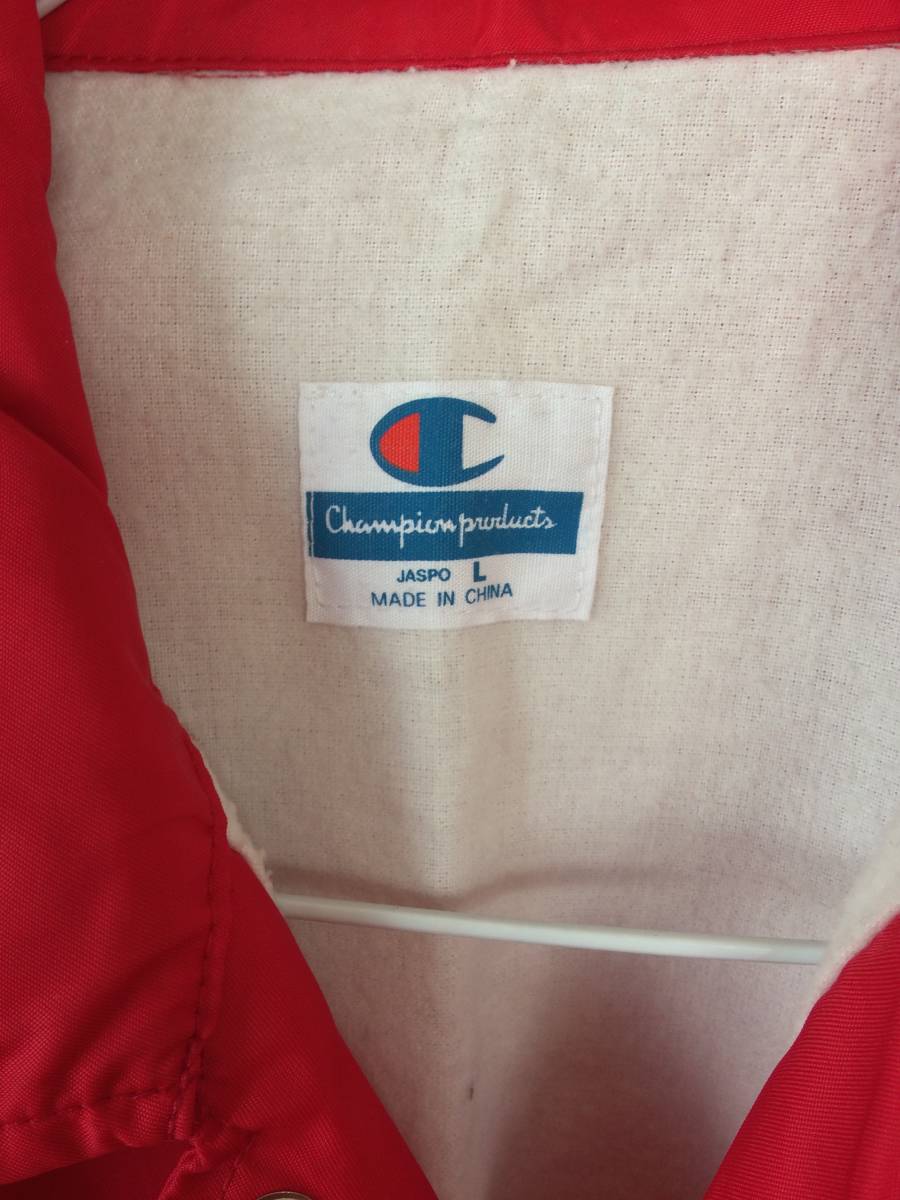 Champion products
JASPO L
MADE IN CHINA